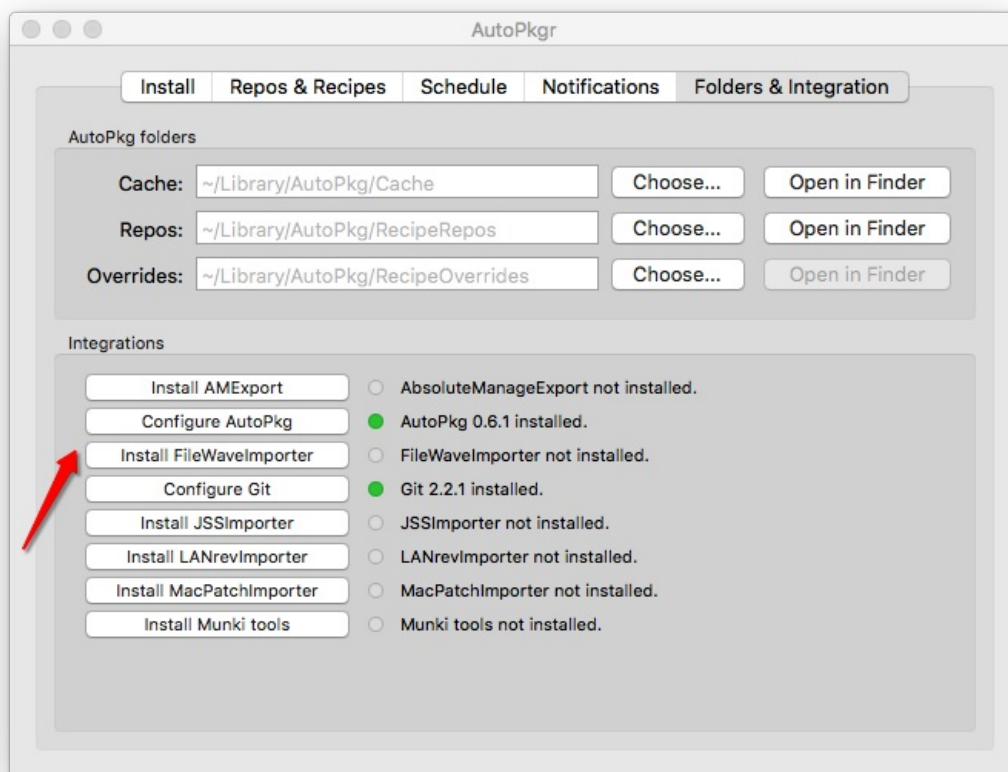 AutoPkgr
Install Repos & Recipes Schedule Notifications Folders & Integration
AutoPkg folders
Cache: ~/Library/AutoPkg/Cache Choose... Open in Finder
Repos: ~/Library/AutoPkg/RecipeRepos Choose... Open in Finder
Overrides: ~/Library/AutoPkg/RecipeOverrides Choose... Open in Finder
Integrations
Install AMExport AbsoluteManageExport not installed.
Configure AutoPkg AutoPkg 0.6.1 installed.
Install FileWaveImporter FileWaveImporter not installed.
Configure Git Git 2.2.1 installed.
Install JSSImporter JSSImporter not installed.
Install LANrevImporter LANrevImporter not installed.
Install MacPatchImporter MacPatchImporter not installed.
Install Munki tools Munki tools not installed.